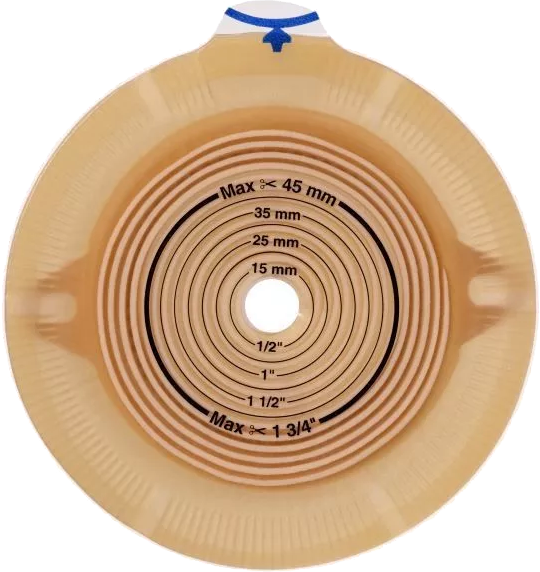 Max ✂ 45 mm
35 mm
25 mm
15 mm
1/2"
1"
1 1/2"
Max ✂ 1 3/4"